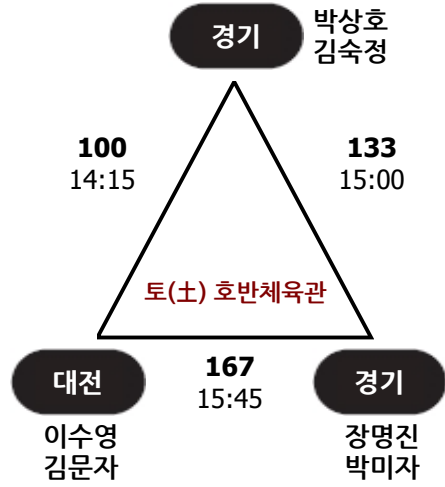 경기
박상호
김숙정
100
14:15
133
15:00
토(土) 호반체육관
대전
167
15:45
경기
이수영
김문자
장명진
박미자